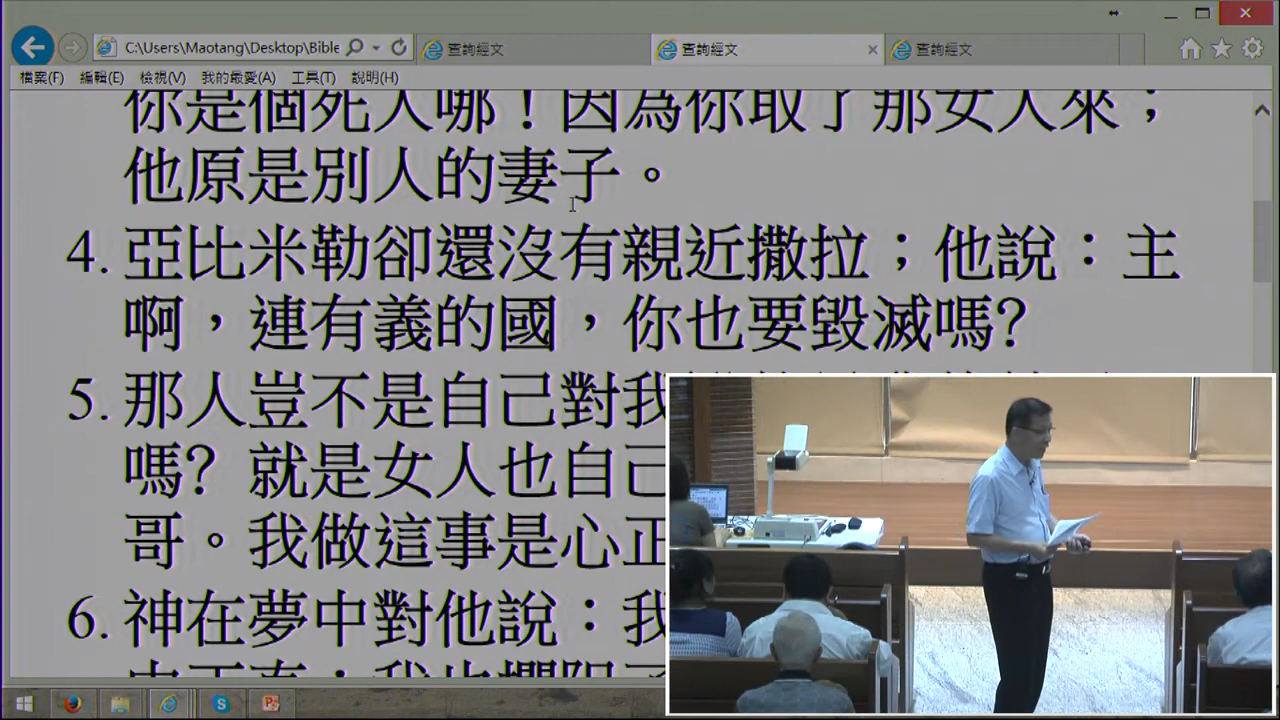 C:\Users\Maotang\Desktop\Bible
查詢經文
查詢經文
查詢經文
檔案(F) 編輯(E) 檢視(V) 我的最愛(A) 工具(T) 說明(H)
你是個死人哪！因為你取了那女人來；
他原是別人的妻子。
4. 亞比米勒卻還沒有親近撒拉；他說：主
啊，連有義的國，你也要毀滅嗎?
5. 那人豈不是自己對我
嗎? 就是女人也自己
哥。我做這事是心正
6. 神在夢中對他說：我